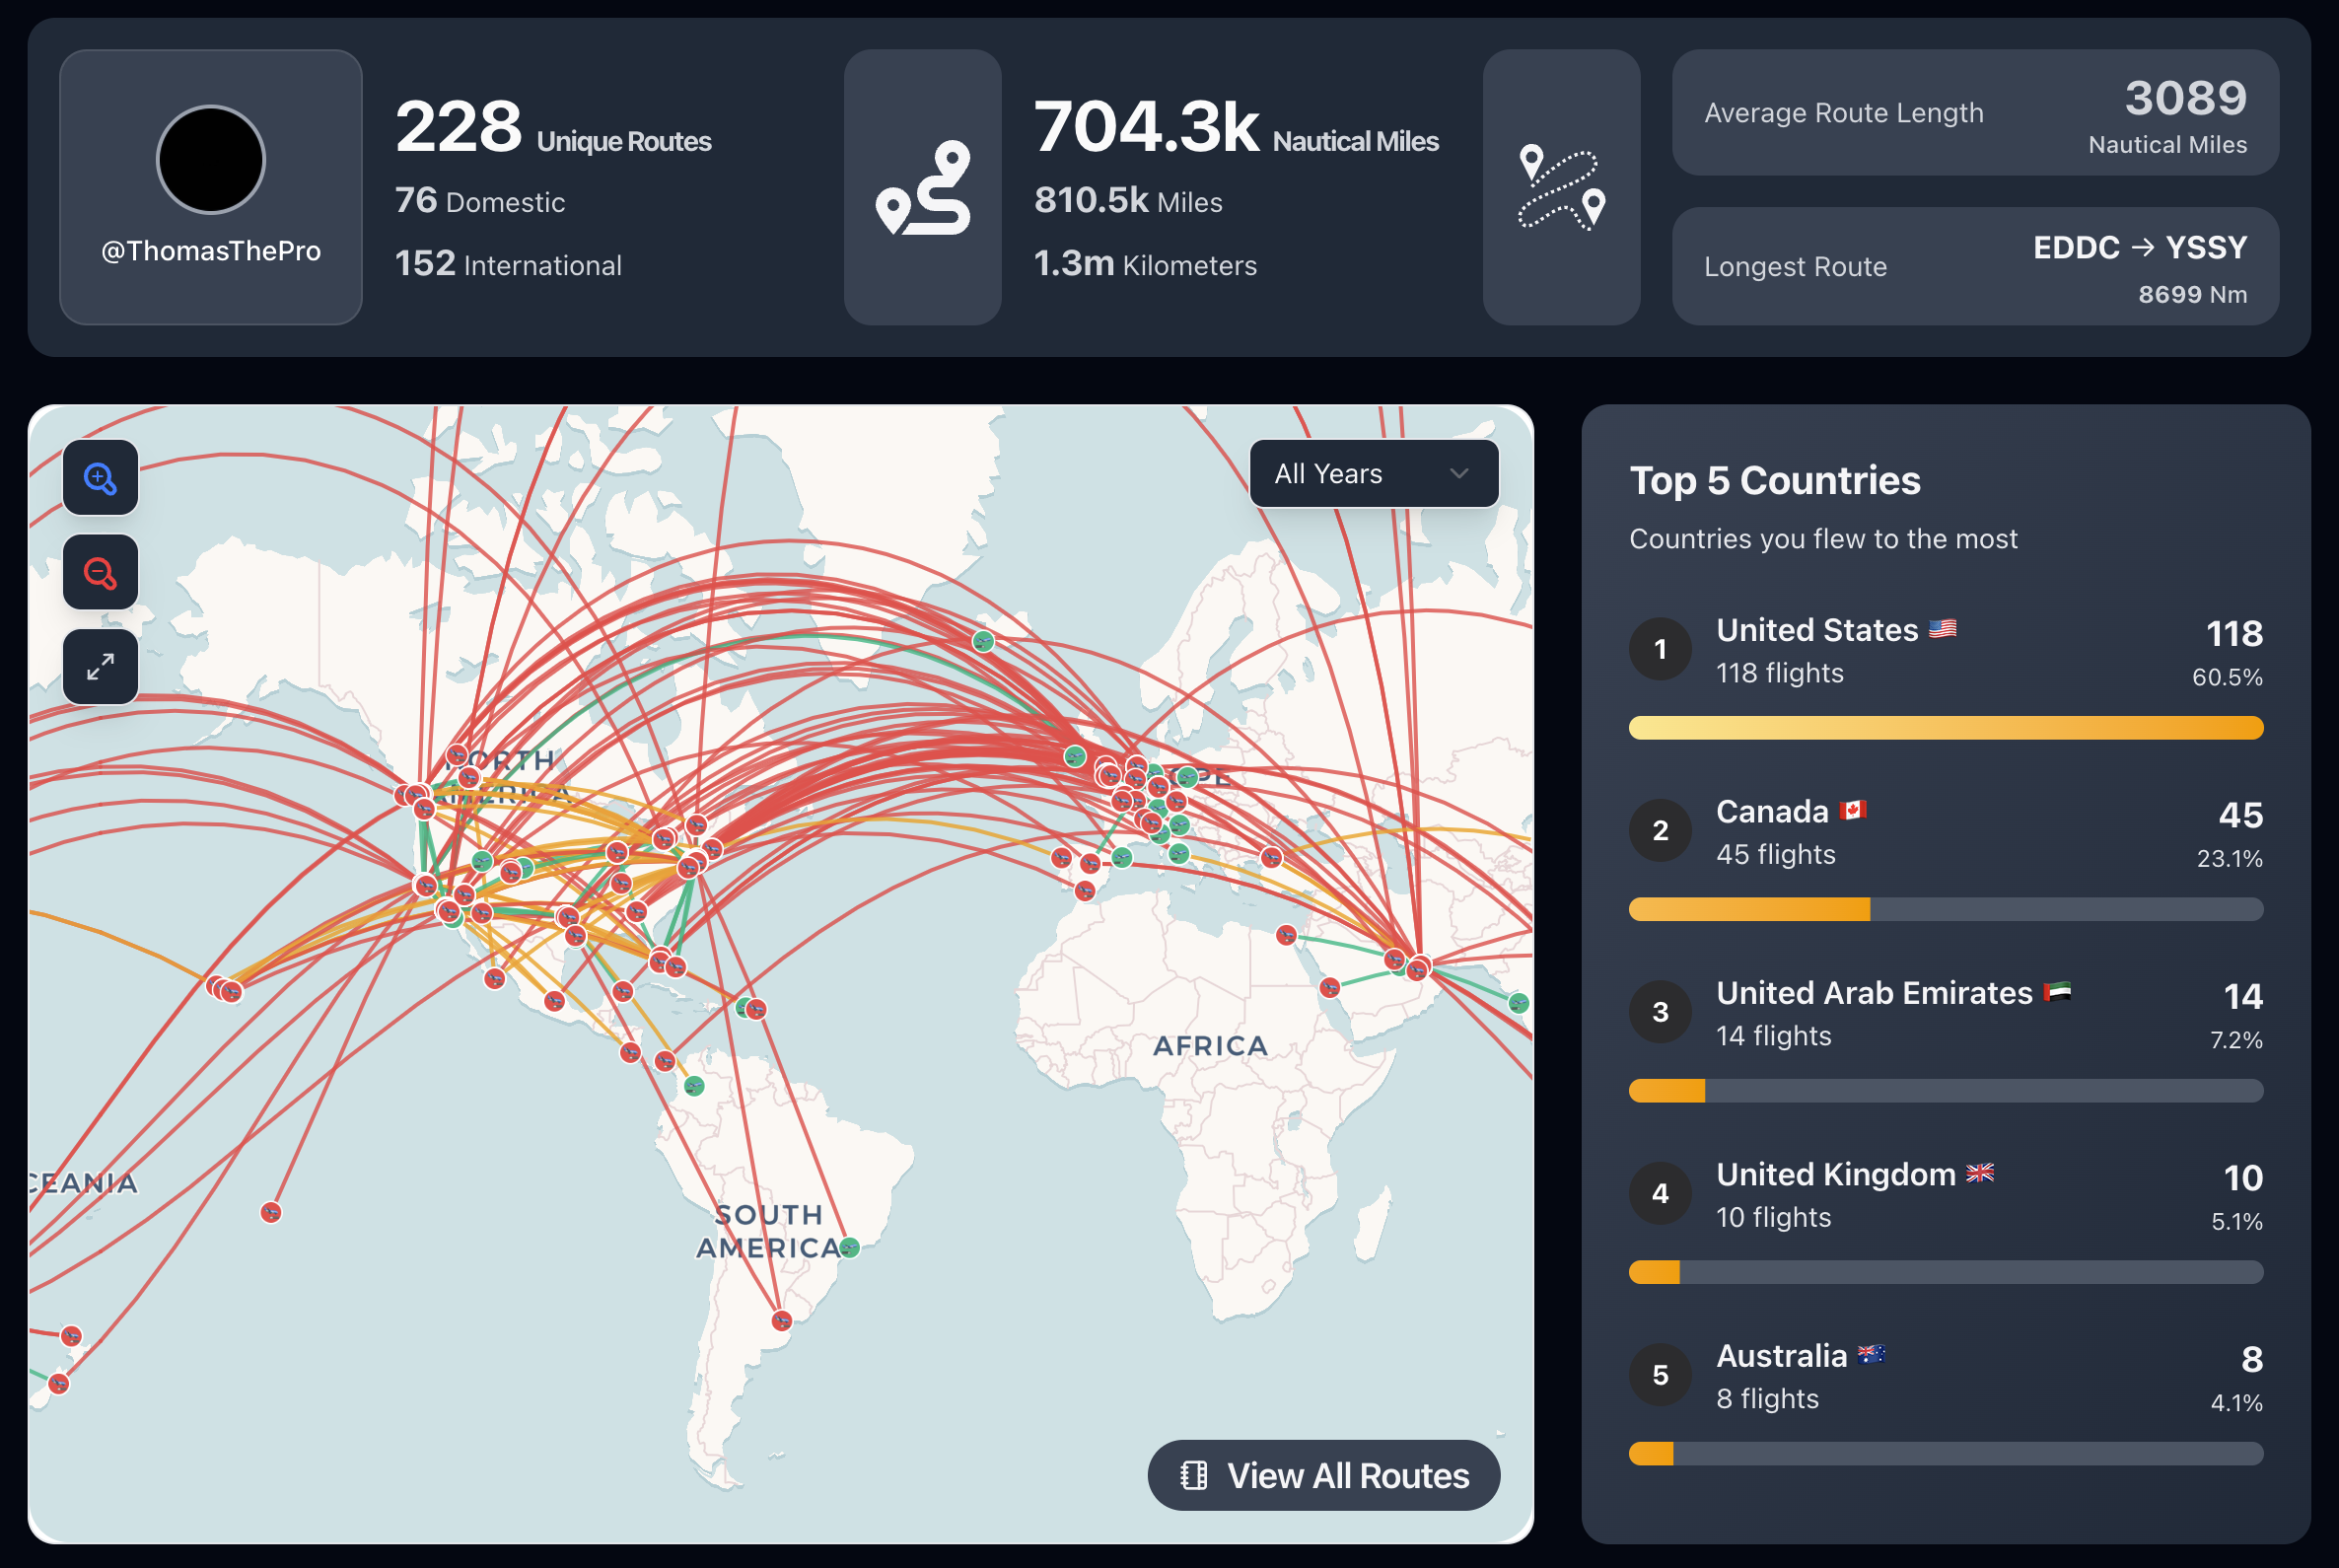 @ThomasThePro
228 Unique Routes
76 Domestic
152 International
704.3k Nautical Miles
810.5k Miles
1.3m Kilometers
Average Route Length
3089
Nautical Miles
Longest Route
EDDC → YSSY
8699 Nm
All Years
NORTH
AMERICA
OPE
AFRICA
CEANIA
SOUTH
AMERICA
View All Routes
Top 5 Countries
Countries you flew to the most
1
United States 🇺🇸
118 flights
118
60.5%
2
Canada 🇨🇦
45 flights
45
23.1%
3
United Arab Emirates 🇦🇪
14 flights
14
7.2%
4
United Kingdom 🇬🇧
10 flights
10
5.1%
5
Australia 🇦🇺
8 flights
8
4.1%